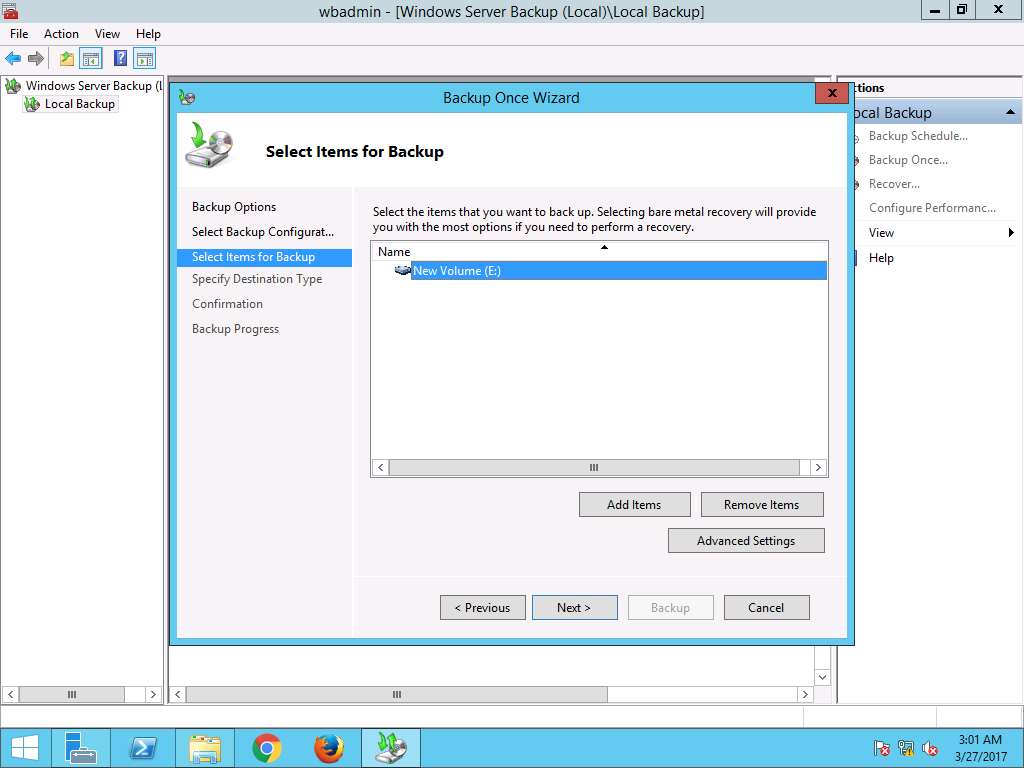 wbadmin - [Windows Server Backup (Local)\Local Backup]
File Action View Help
Windows Server Backup (L
Local Backup
Backup Once Wizard
Select Items for Backup
Backup Options
Select Backup Configurat...
Select Items for Backup
Specify Destination Type
Confirmation
Backup Progress
Select the items that you want to back up. Selecting bare metal recovery will provide
you with the most options if you need to perform a recovery.
Name
New Volume (E:)
Add Items
Remove Items
Advanced Settings
< Previous
Next >
Backup
Cancel
ctions
ocal Backup
Backup Schedule...
Backup Once...
Recover...
Configure Performanc...
View
Help
3:01 AM
3/27/2017